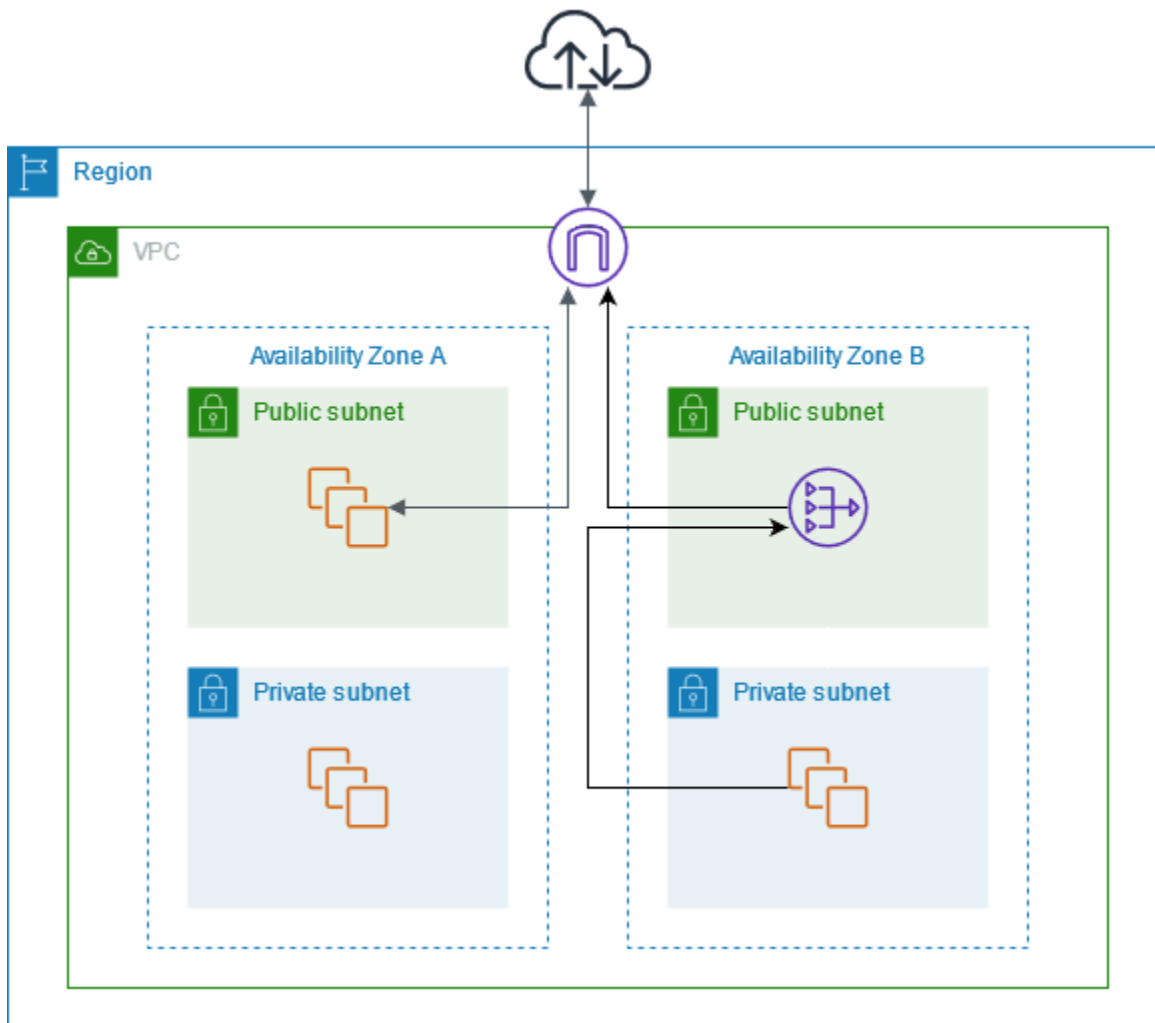 Region
VPC
Availability Zone A
Availability Zone B
Public subnet
Public subnet
Private subnet
Private subnet